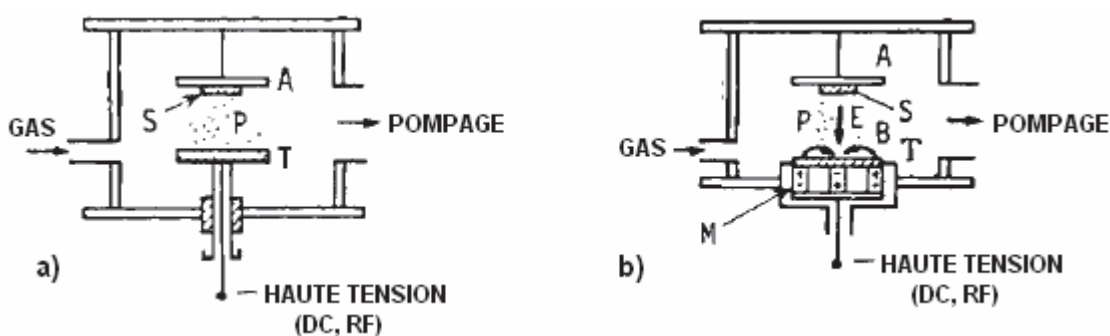 A
S
P
GAS
POMPAGE
T
a)
HAUTE TENSION
(DC, RF)
A
S
P E
B
GAS
POMPAGE
T
M
b)
HAUTE TENSION
(DC, RF)